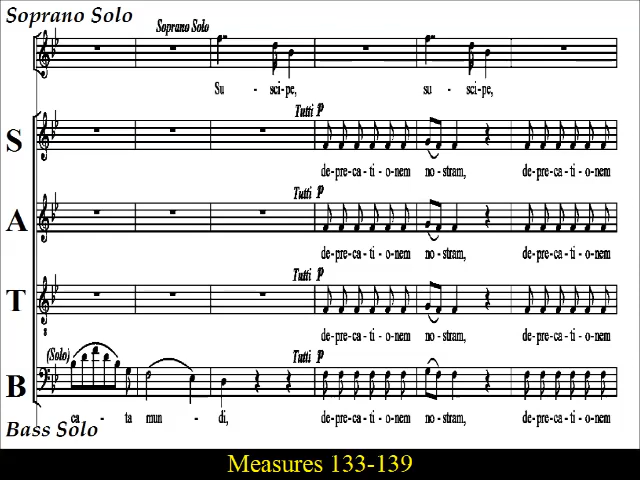 Soprano Solo
Soprano Solo
Su - sci-pe, su - sci-pe,
S
Tutti P
de-pre-ca-ti-o-nem no-stram, de-pre-ca-ti-o-nem
A
Tutti P
de-pre-ca-ti-o-nem no-stram, de-pre-ca-ti-o-nem
T
Tutti P
8
de-pre-ca-ti-o-nem no-stram, de-pre-ca-ti-o-nem
(Solo) Tutti P
B
ca - ta mun - di, de-pre-ca-ti-o-nem no-stram, de-pre-ca-ti-o-nem
Bass Solo
Measures 133-139